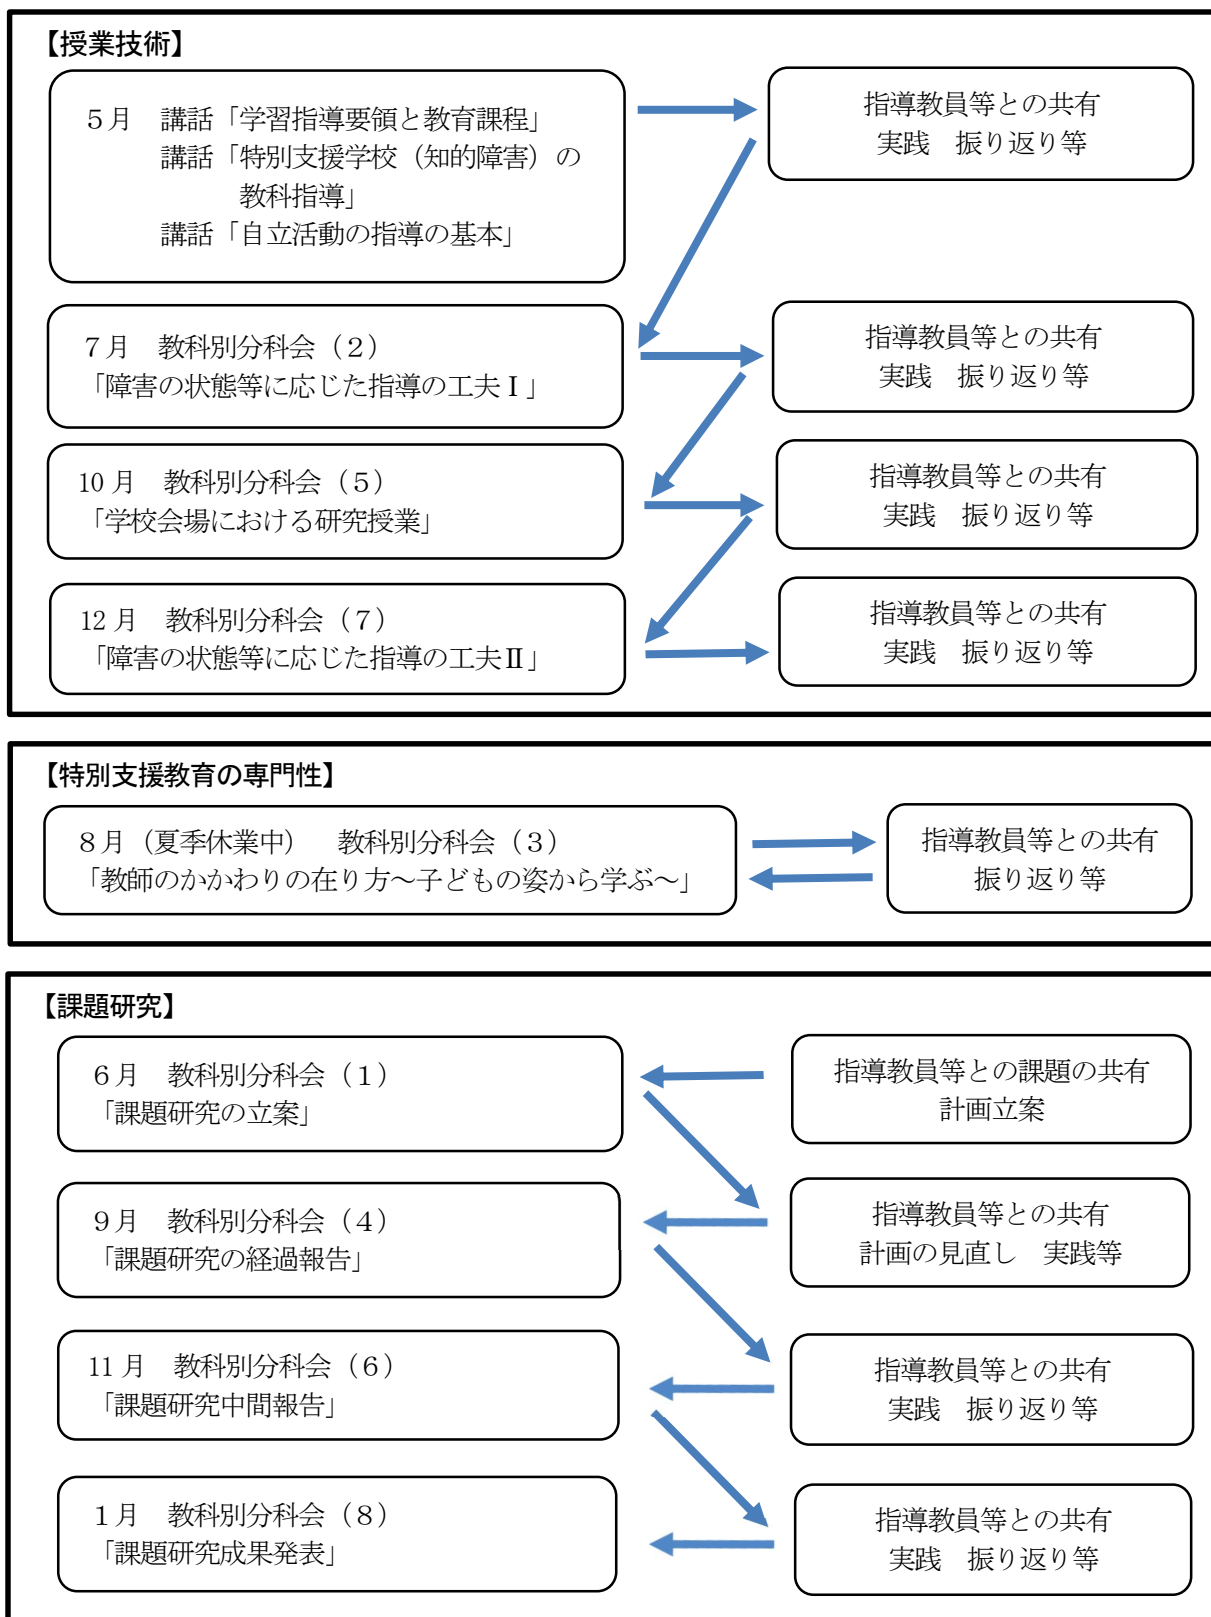 【授業技術】
５月　講話「学習指導要領と教育課程」
講話「特別支援学校（知的障害）の
教科指導」
講話「自立活動の指導の基本」
指導教員等との共有
実践　振り返り等
７月　教科別分科会（２）
「障害の状態等に応じた指導の工夫Ⅰ」
指導教員等との共有
実践　振り返り等
10月　教科別分科会（５）
「学校会場における研究授業」
指導教員等との共有
実践　振り返り等
12月　教科別分科会（７）
「障害の状態等に応じた指導の工夫Ⅱ」
指導教員等との共有
実践　振り返り等
【特別支援教育の専門性】
８月（夏季休業中）　教科別分科会（３）
「教師のかかわりの在り方～子どもの姿から学ぶ～」
指導教員等との共有
振り返り等
【課題研究】
６月　教科別分科会（１）
「課題研究の立案」
指導教員等との課題の共有
計画立案
９月　教科別分科会（４）
「課題研究の経過報告」
指導教員等との共有
計画の見直し　実践等
11月　教科別分科会（６）
「課題研究中間報告」
指導教員等との共有
実践　振り返り等
１月　教科別分科会（８）
「課題研究成果発表」
指導教員等との共有
実践　振り返り等